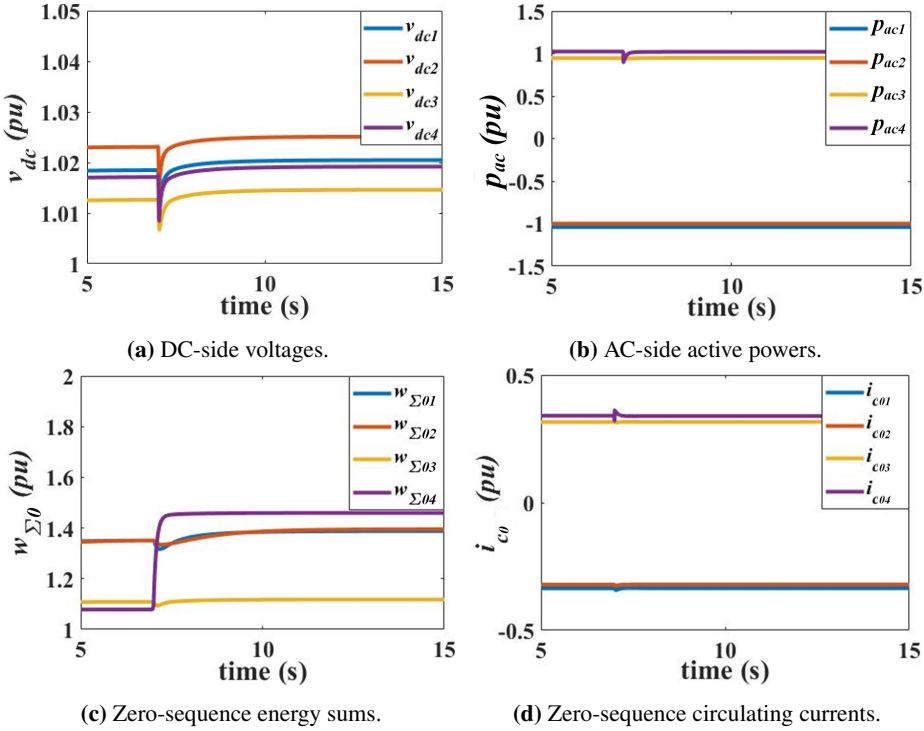 1.05
1.04
1.03
1.02
1.01
1
v_dc (pu)
v_dc1
v_dc2
v_dc3
v_dc4
5 10 15
time (s)
(a) DC-side voltages.
1.5
1
0.5
0
-0.5
-1
-1.5
p_ac (pu)
p_ac1
p_ac2
p_ac3
p_ac4
5 10 15
time (s)
(b) AC-side active powers.
2
1.8
1.6
1.4
1.2
1
w_Σ0 (pu)
w_Σ01
w_Σ02
w_Σ03
w_Σ04
5 10 15
time (s)
(c) Zero-sequence energy sums.
0.5
0
-0.5
i_c0 (pu)
i_c01
i_c02
i_c03
i_c04
5 10 15
time (s)
(d) Zero-sequence circulating currents.